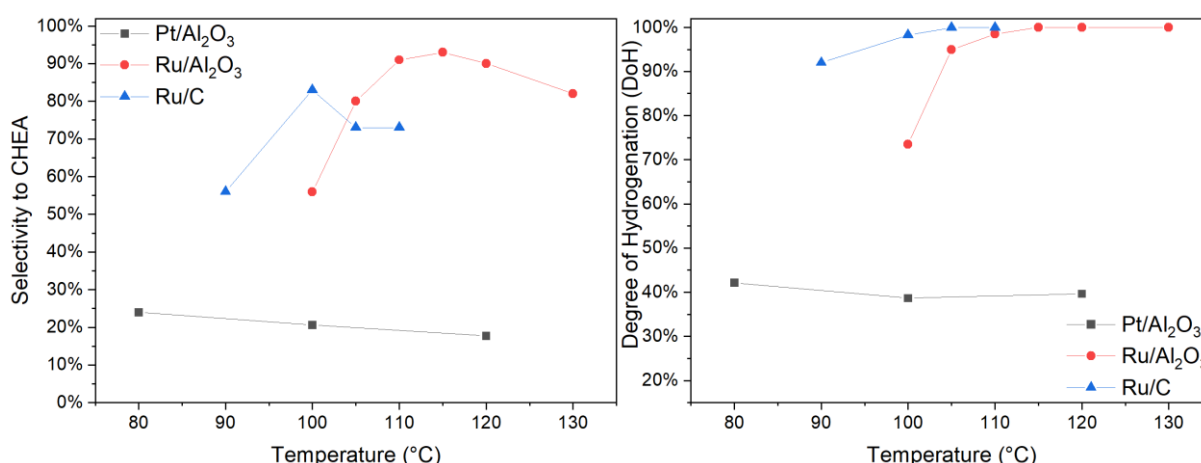 100%
90%
80%
70%
60%
50%
40%
30%
20%
10%
0%
Selectivity to CHEA
Pt/Al₂O₃
Ru/Al₂O₃
Ru/C
80 90 100 110 120 130
Temperature (°C)
100%
90%
80%
70%
60%
50%
40%
30%
20%
Degree of Hydrogenation (DoH)
Pt/Al₂O₃
Ru/Al₂O₃
Ru/C
80 90 100 110 120 130
Temperature (°C)